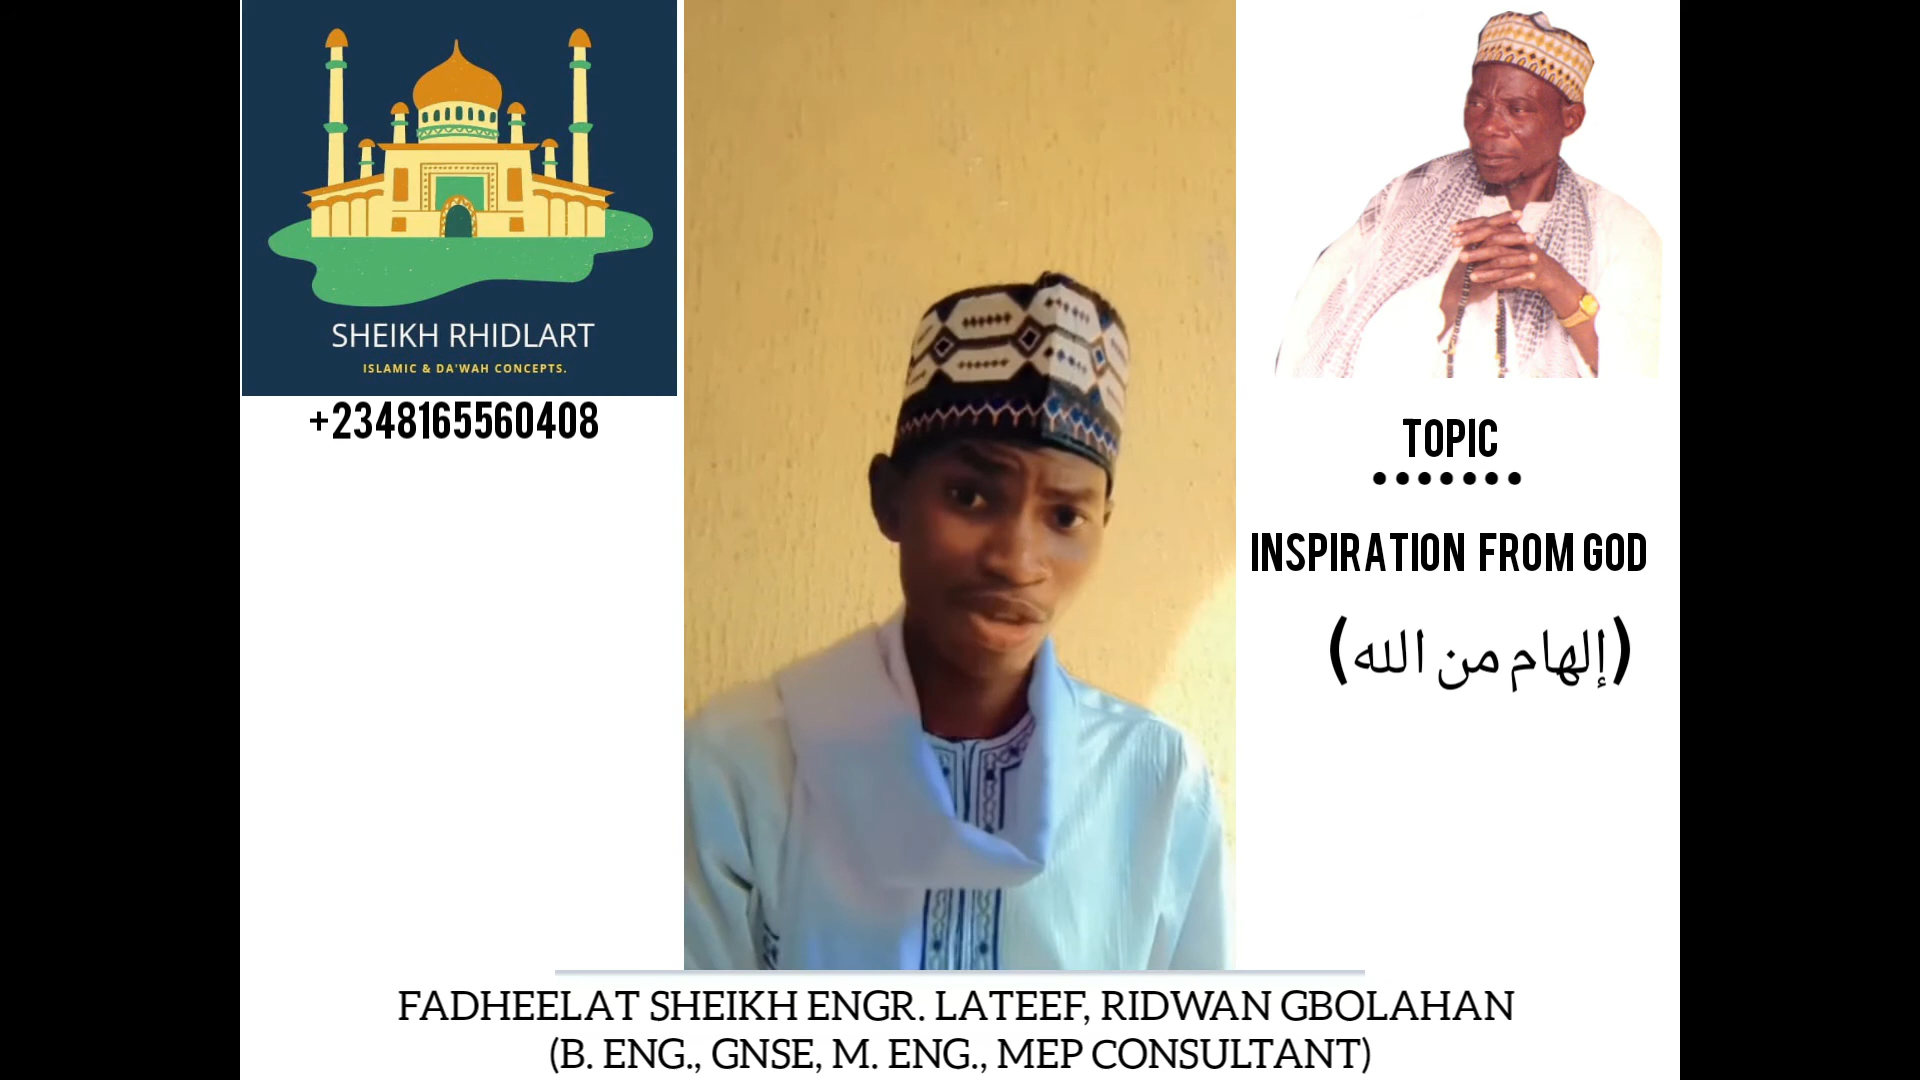 SHEIKH RHIDLART
ISLAMIC & DA'WAH CONCEPTS.
+2348165560408
TOPIC
•••••••
INSPIRATION FROM GOD
(إلهام من الله)
FADHEELAT SHEIKH ENGR. LATEEF, RIDWAN GBOLAHAN
(B. ENG., GNSE, M. ENG., MEP CONSULTANT)